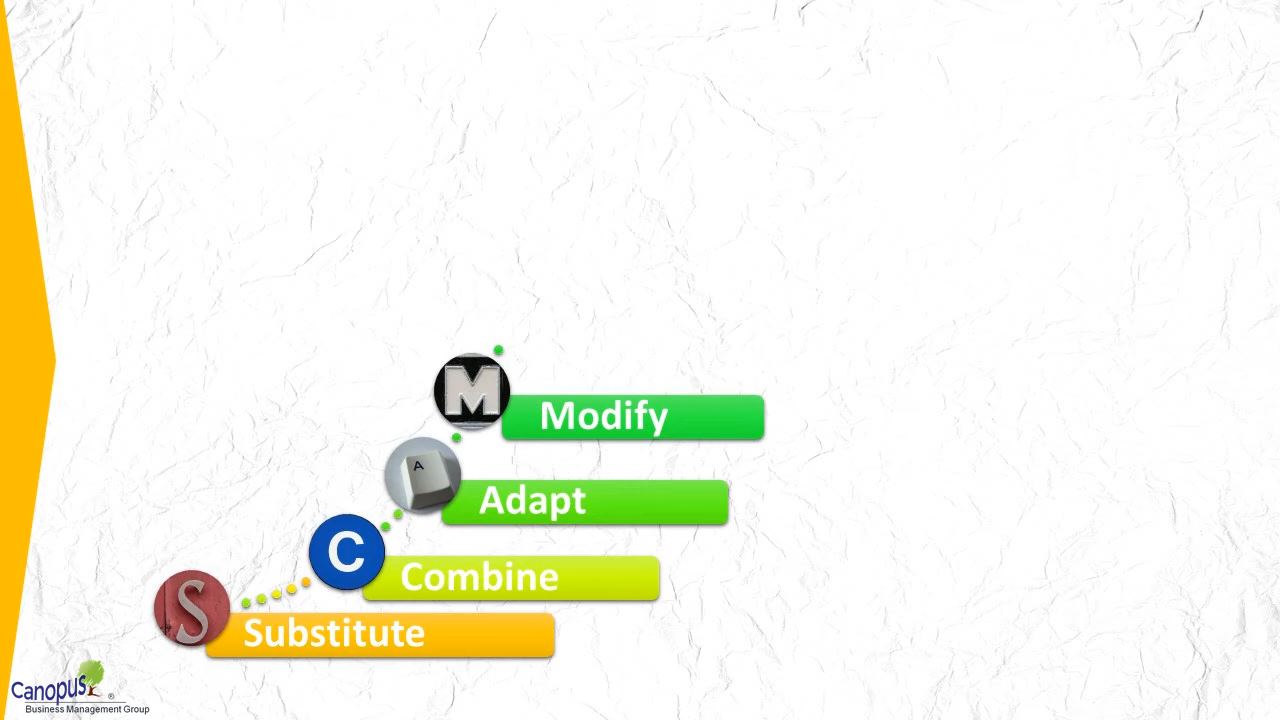 M
Modify
A
Adapt
C
Combine
S
Substitute
Canopus ®
Business Management Group